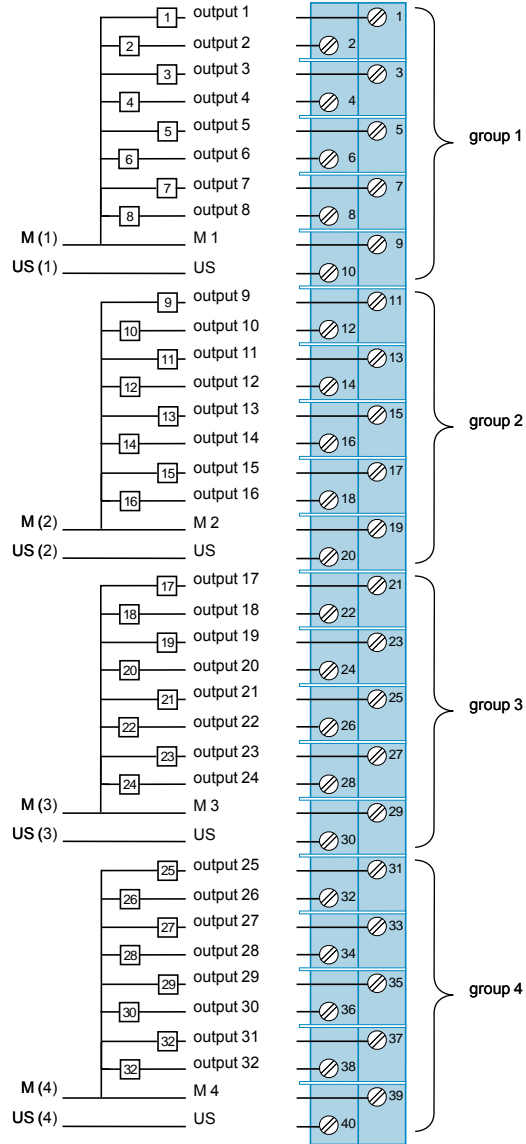 1 output 1 1
2 output 2 2
3 output 3 3
4 output 4 4
5 output 5 5
group 1
6 output 6 6
7 output 7 7
8 output 8 8
M (1) M 1 9
US (1) US 10
9 output 9 11
10 output 10 12
11 output 11 13
12 output 12 14
13 output 13 15
group 2
14 output 14 16
15 output 15 17
16 output 16 18
M (2) M 2 19
US (2) US 20
17 output 17 21
18 output 18 22
19 output 19 23
20 output 20 24
21 output 21 25
group 3
22 output 22 26
23 output 23 27
24 output 24 28
M (3) M 3 29
US (3) US 30
25 output 25 31
26 output 26 32
27 output 27 33
28 output 28 34
29 output 29 35
group 4
30 output 30 36
32 output 31 37
32 output 32 38
M (4) M 4 39
US (4) US 40